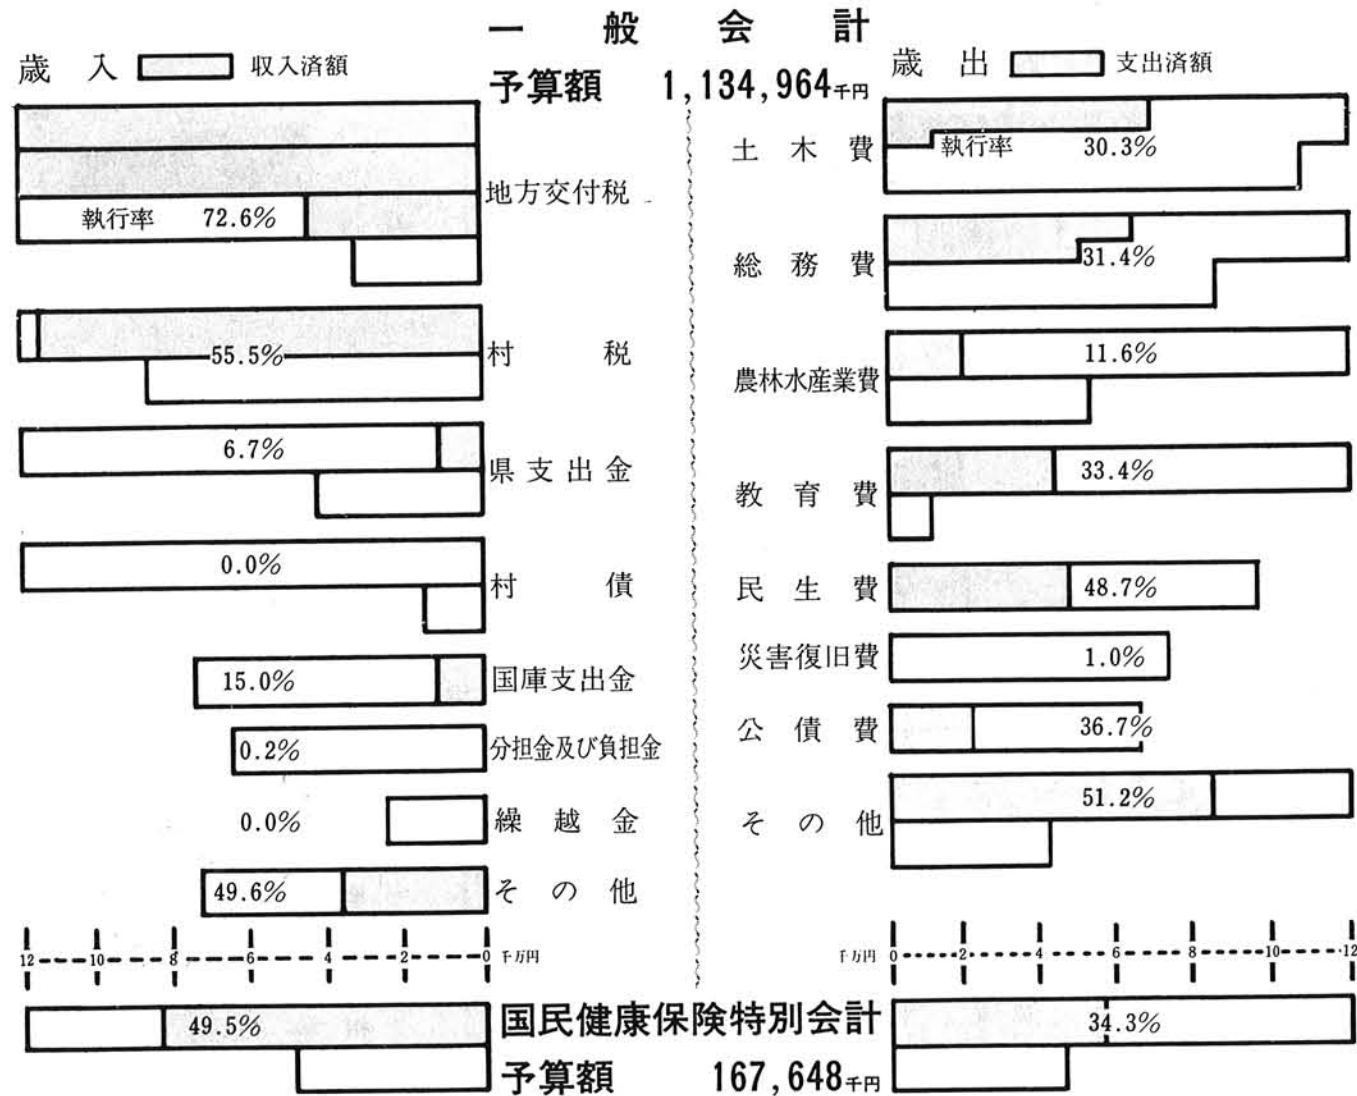 一般会計
予算額 1,134,964千円
歳入 収入済額
地方交付税
執行率 72.6%
村税
55.5%
県支出金
6.7%
村債
0.0%
国庫支出金
15.0%
分担金及び負担金
0.2%
繰越金
0.0%
その他
49.6%
12 10 8 6 4 2 0 千万円
歳出 支出済額
土木費
執行率 30.3%
総務費
31.4%
農林水産業費
11.6%
教育費
33.4%
民生費
48.7%
災害復旧費
1.0%
公債費
36.7%
その他
51.2%
千万円 0 2 4 6 8 10 12
国民健康保険特別会計
予算額 167,648千円
49.5%
34.3%